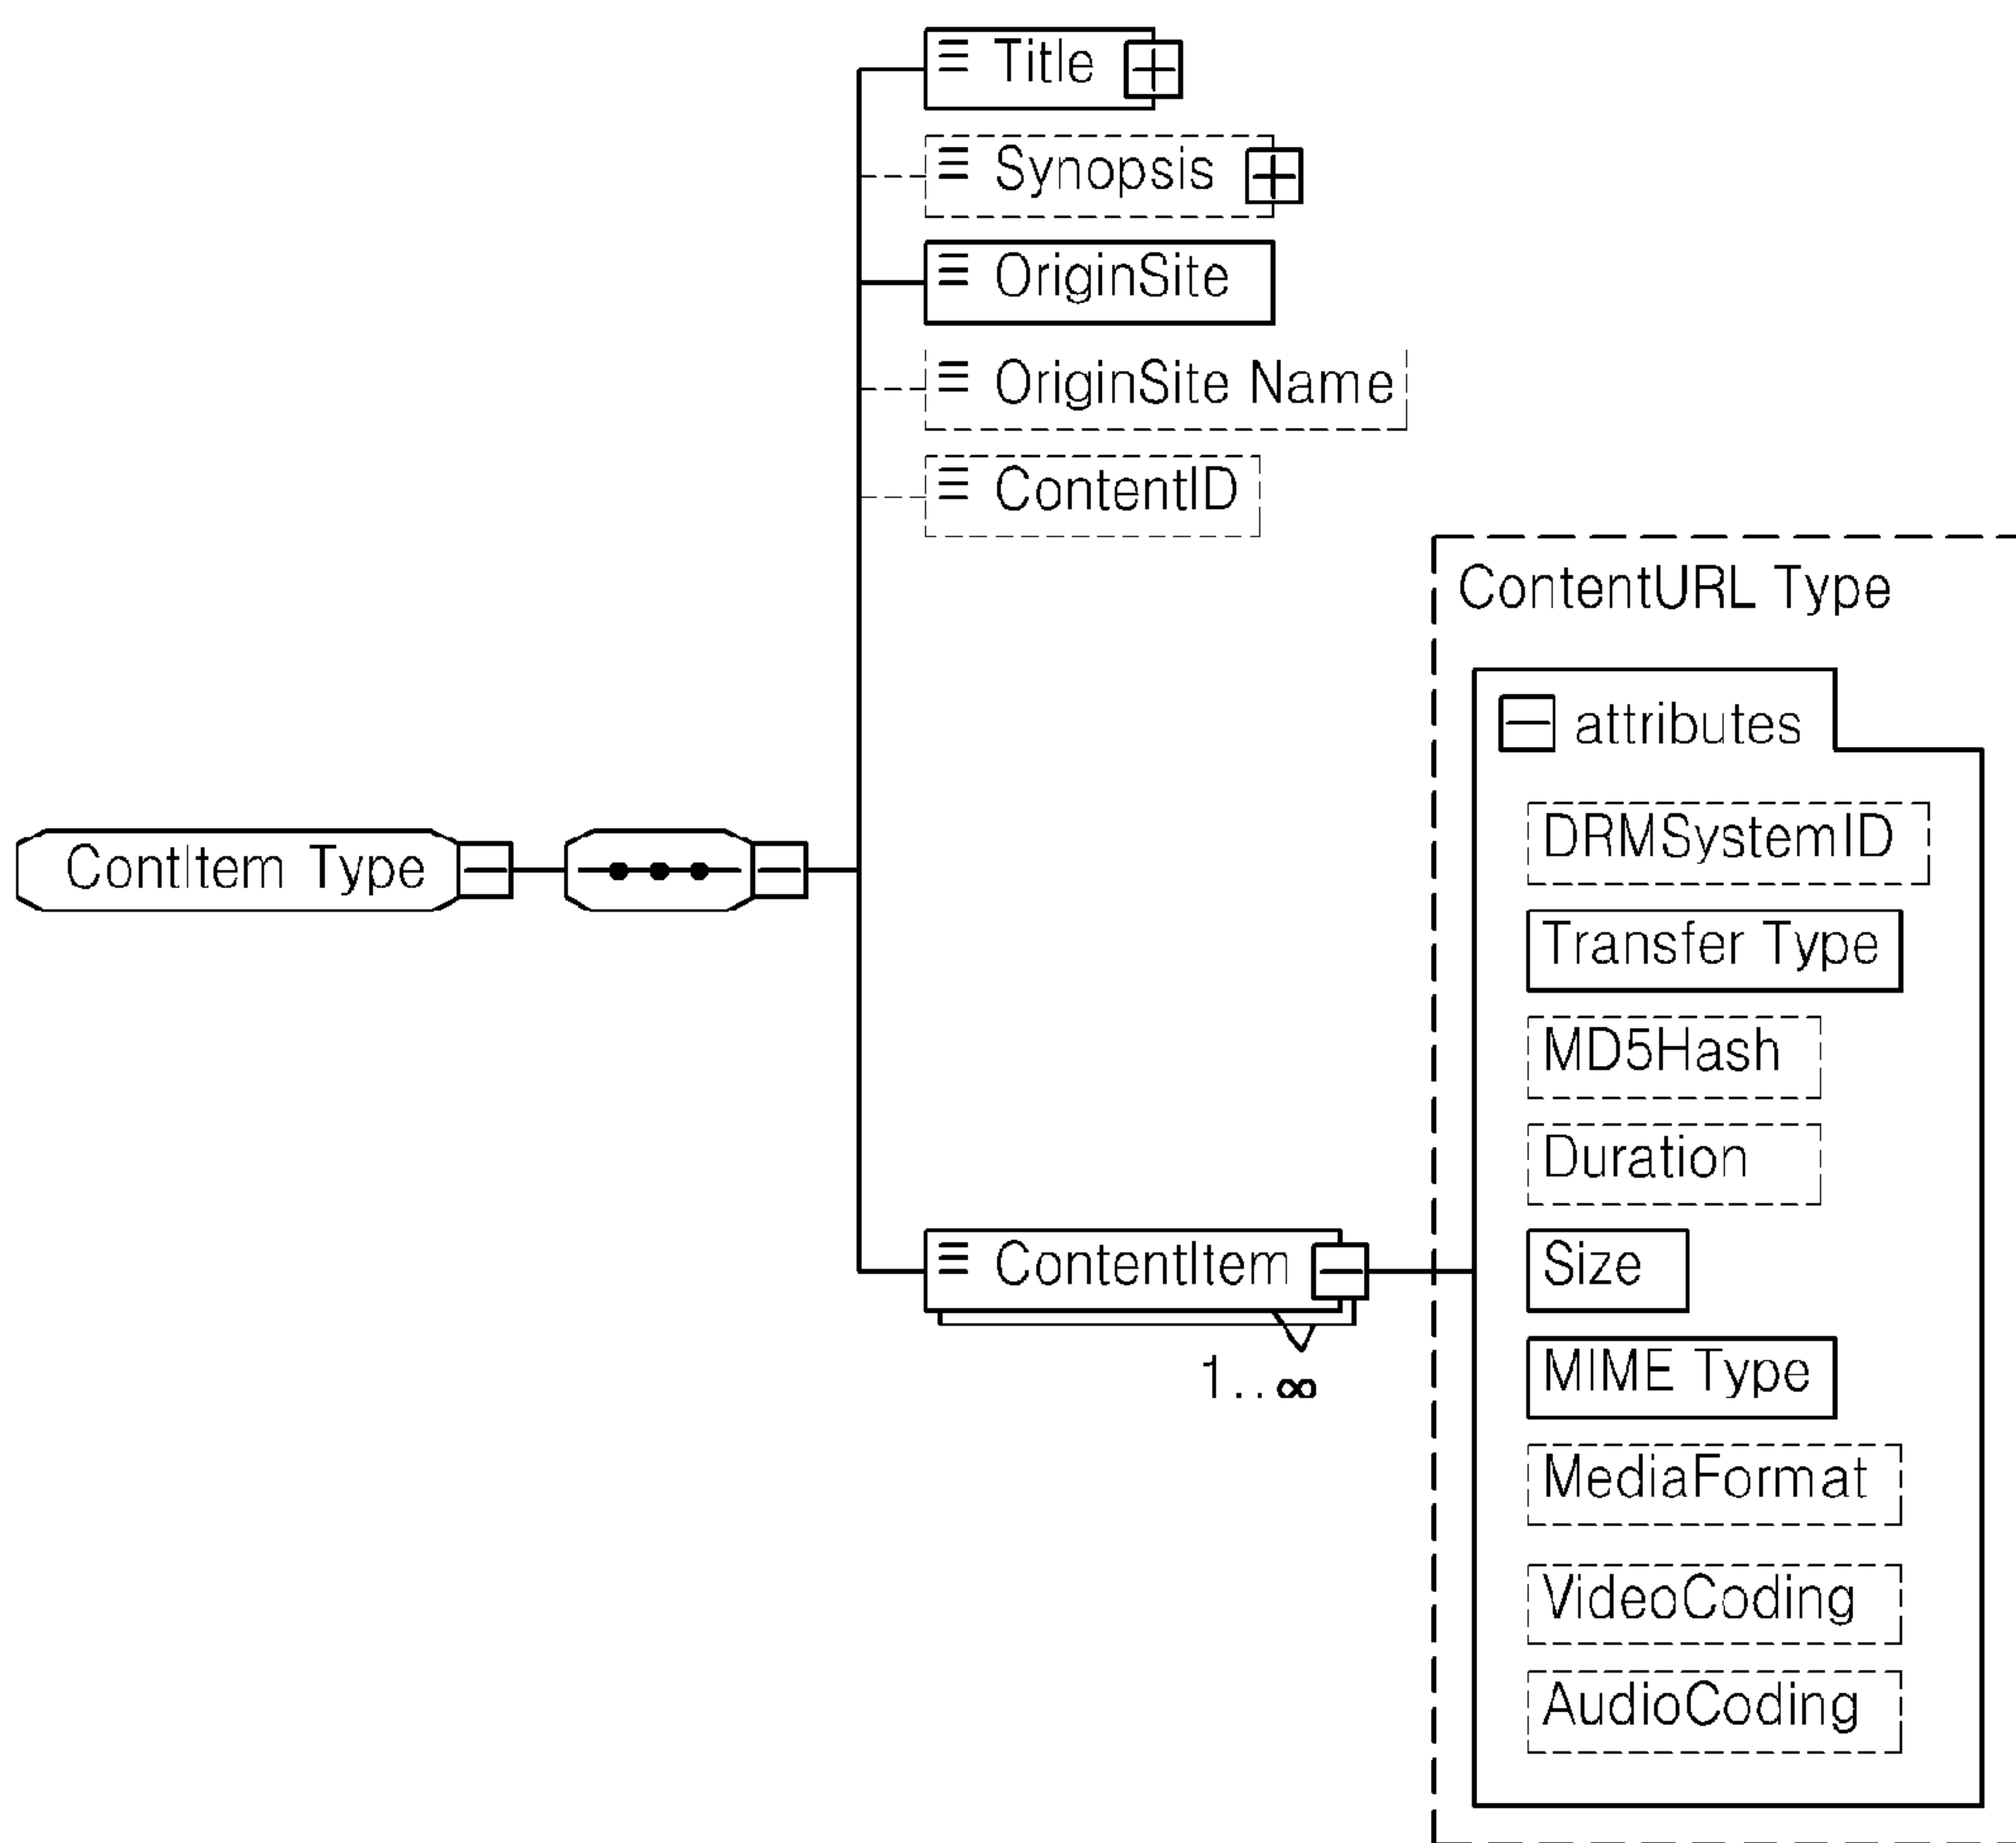 Title
Synopsis
OriginSite
OriginSite Name
ContentID
ContentURL Type
attributes
DRMSystemID
ContItem Type
Transfer Type
MD5Hash
Duration
ContentItem
Size
1..∞
MIME Type
MediaFormat
VideoCoding
AudioCoding